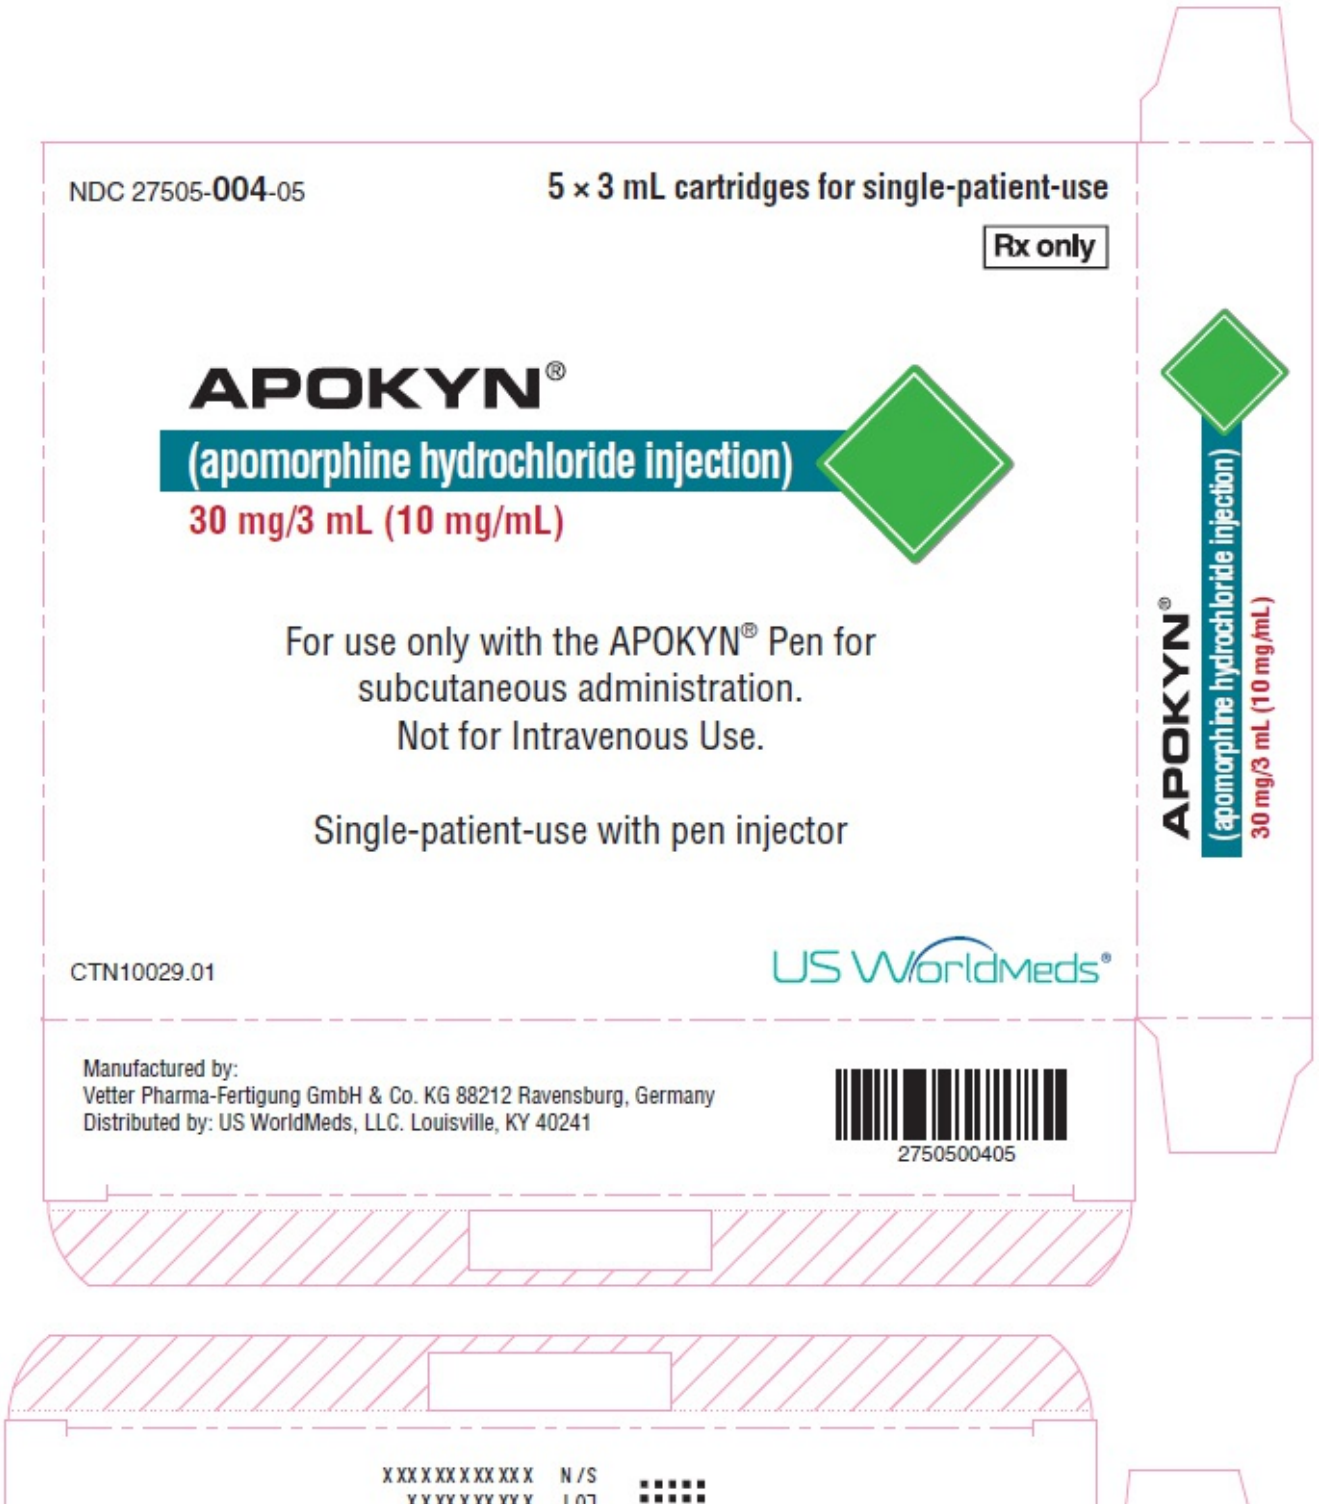 NDC 27505-004-05
5 × 3 mL cartridges for single-patient-use
Rx only
APOKYN®
(apomorphine hydrochloride injection)
30 mg/3 mL (10 mg/mL)
For use only with the APOKYN® Pen for
subcutaneous administration.
Not for Intravenous Use.
Single-patient-use with pen injector
CTN10029.01
US WorldMeds®
APOKYN®
(apomorphine hydrochloride injection)
30 mg/3 mL (10 mg/mL)
Manufactured by:
Vetter Pharma-Fertigung GmbH & Co. KG 88212 Ravensburg, Germany
Distributed by: US WorldMeds, LLC. Louisville, KY 40241
2750500405
XXXXXXXXXXXX S/N
XXXXXXXXXX LOT